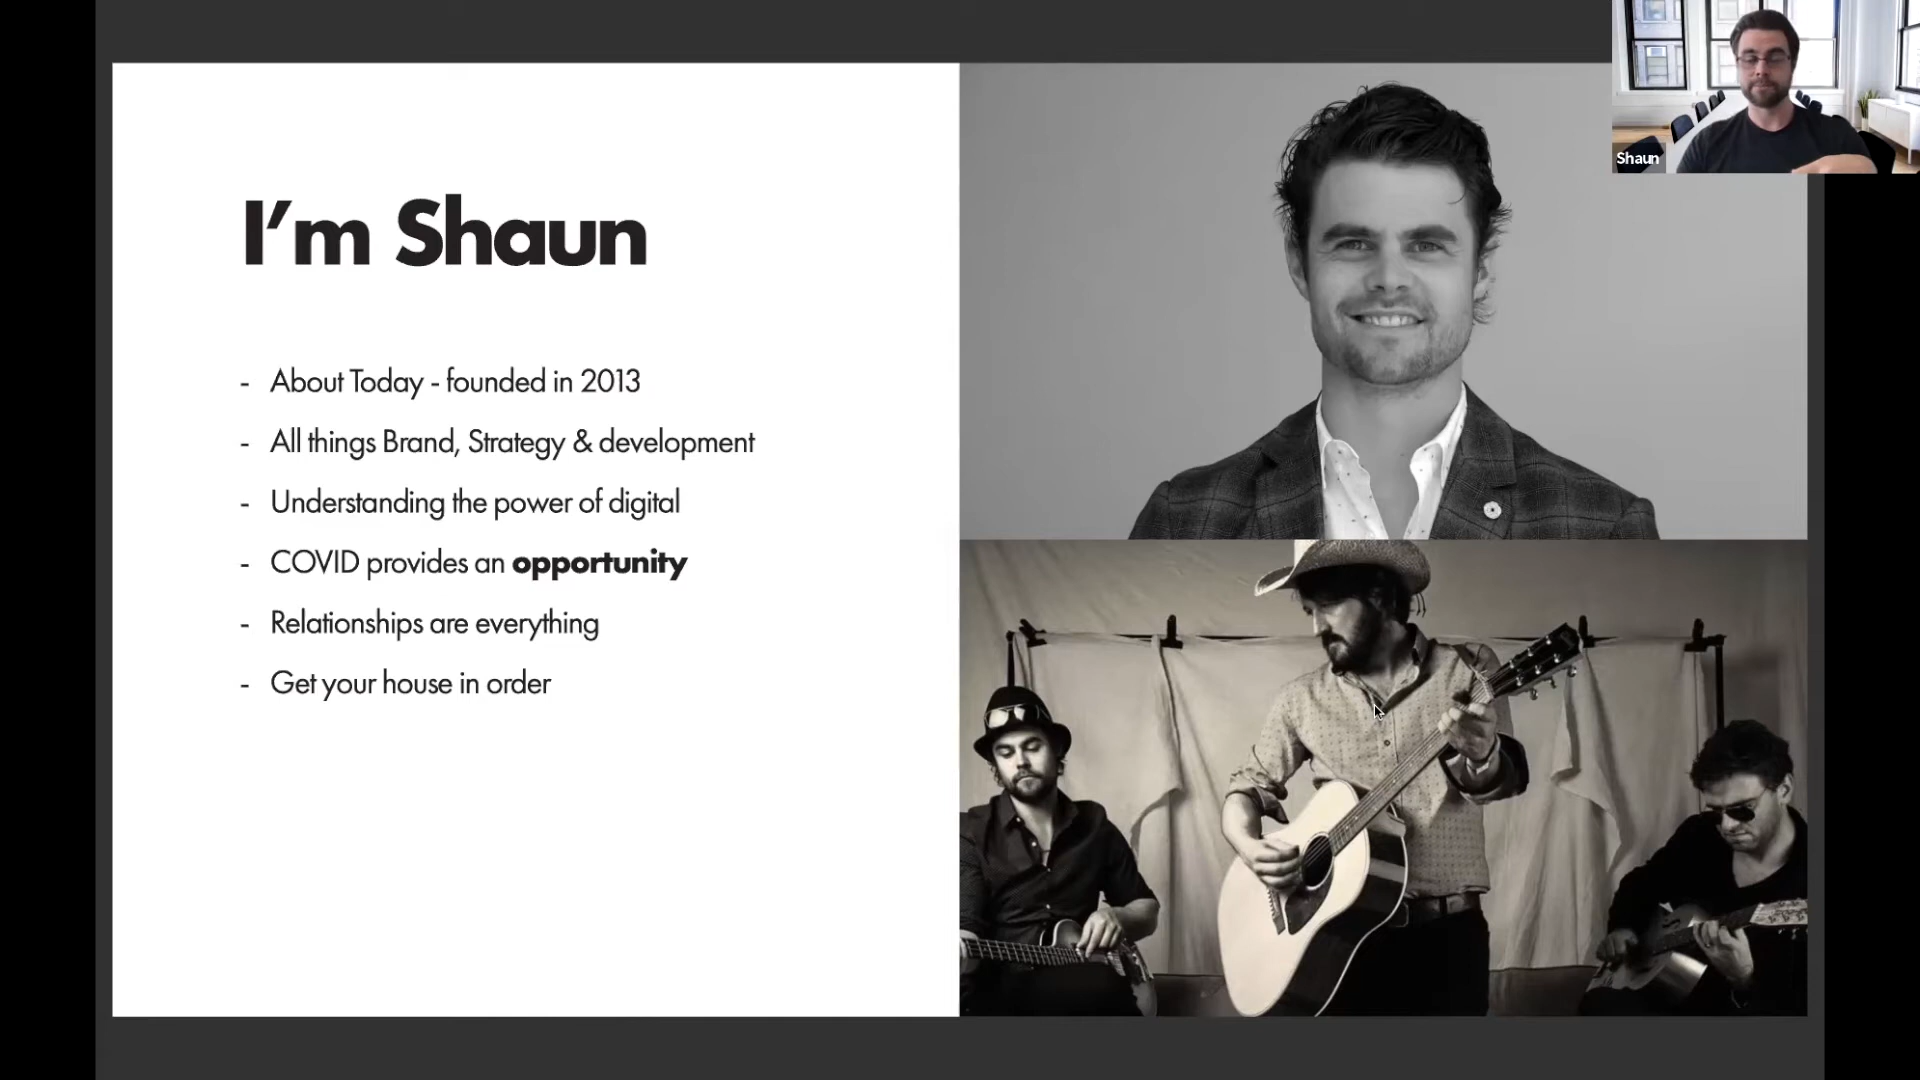 Shaun
I'm Shaun
- About Today - founded in 2013
- All things Brand, Strategy & development
- Understanding the power of digital
- COVID provides an opportunity
- Relationships are everything
- Get your house in order